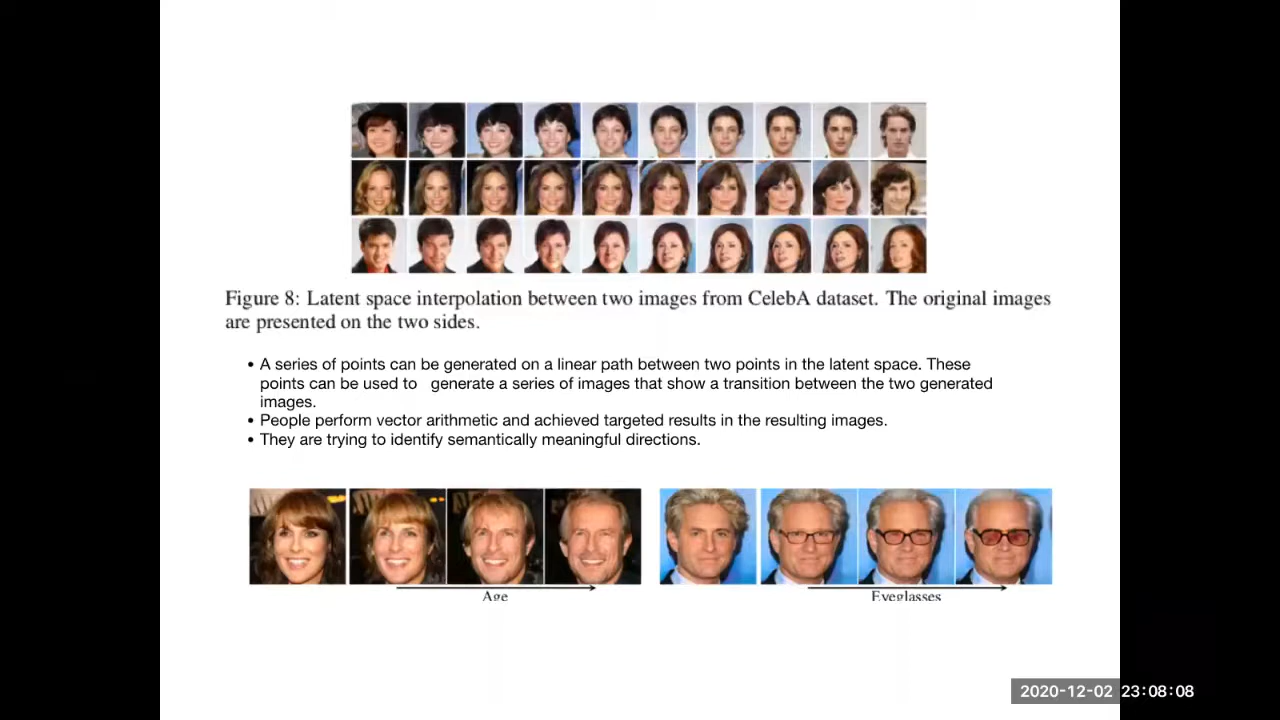 Figure 8: Latent space interpolation between two images from CelebA dataset. The original images
are presented on the two sides.
• A series of points can be generated on a linear path between two points in the latent space. These
points can be used to generate a series of images that show a transition between the two generated
images.
• People perform vector arithmetic and achieved targeted results in the resulting images.
• They are trying to identify semantically meaningful directions.
Age
Eyeglasses
2020-12-02 23:08:08